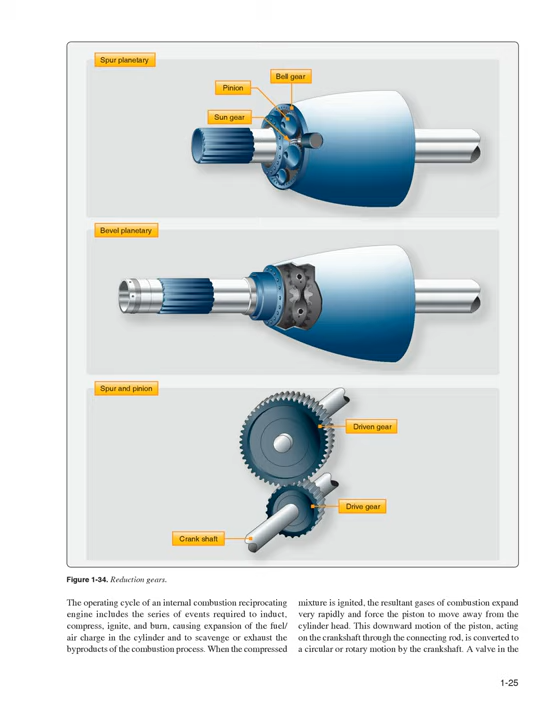 Spur planetary
Bell gear
Pinion
Sun gear
Bevel planetary
Spur and pinion
Driven gear
Drive gear
Crank shaft
Figure 1-34. Reduction gears.
The operating cycle of an internal combustion reciprocating
engine includes the series of events required to induct,
compress, ignite, and burn, causing expansion of the fuel/
air charge in the cylinder and to scavenge or exhaust the
byproducts of the combustion process. When the compressed
mixture is ignited, the resultant gases of combustion expand
very rapidly and force the piston to move away from the
cylinder head. This downward motion of the piston, acting
on the crankshaft through the connecting rod, is converted to
a circular or rotary motion by the crankshaft. A valve in the
1-25